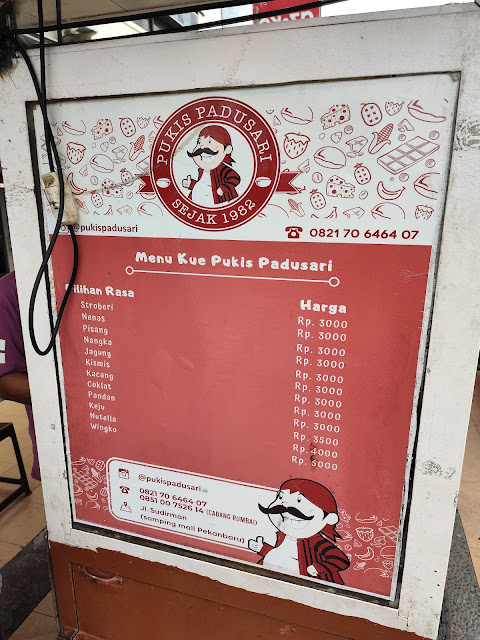 PUKIS PADUSARI
SEJAK 1982
@pukispadusari
0821 70 6464 07
Menu Kue Pukis Padusari
Pilihan Rasa Harga
Stroberi Rp. 3000
Nenas Rp. 3000
Pisang Rp. 3000
Nangka Rp. 3000
Jagung Rp. 3000
Kismis Rp. 3000
Kacang Rp. 3000
Coklat Rp. 3000
Pandan Rp. 3000
Keju Rp. 3500
Nutella Rp. 4000
Wingko Rp. 5000
@pukispadusari
0821 70 6464 07
0851 00 7526 14 (CABANG RUMBAI)
Jl. Sudirman
(samping mall Pekanbaru)